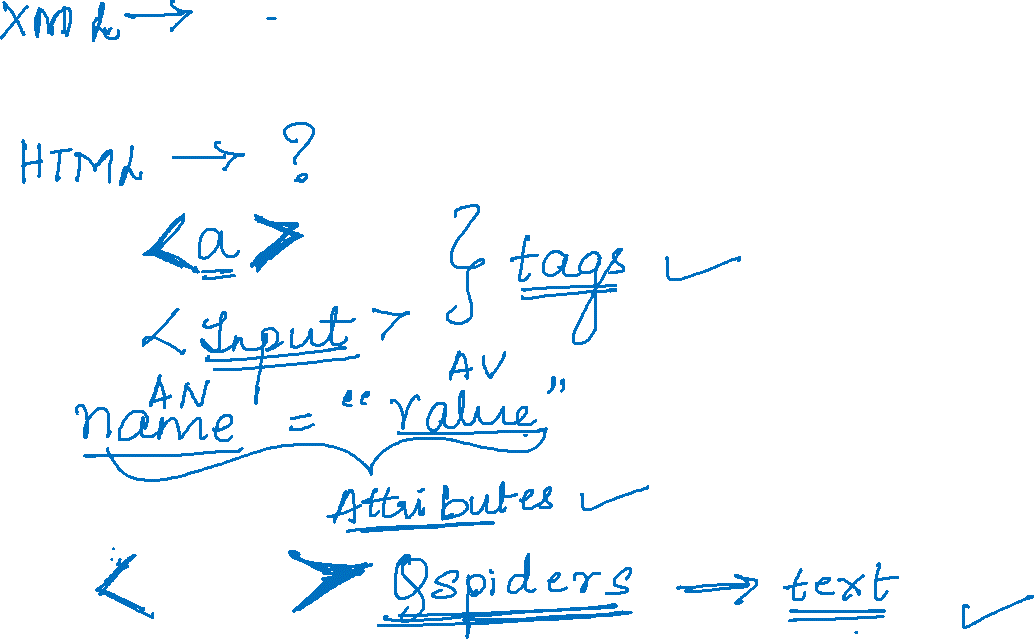 XML →
HTML → ?
<a> } tags ✓
<Input>
AN AV
name = "value"
Attributes ✓
< > Qspiders → text ✓